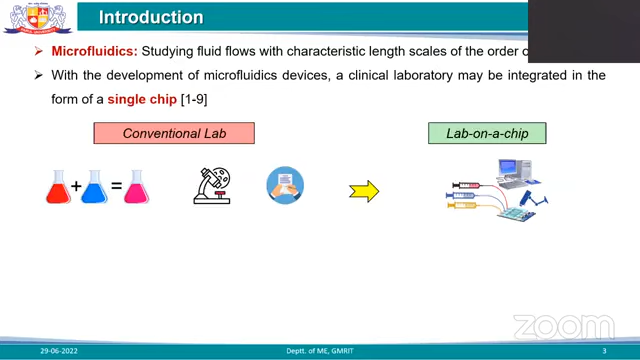 Introduction
➤ Microfluidics: Studying fluid flows with characteristic length scales of the order
➤ With the development of microfluidics devices, a clinical laboratory may be integrated in the
form of a single chip [1-9]
Conventional Lab
Lab-on-a-chip
+ =
zoom
29-06-2022
Deptt. of ME, GMRIT
3